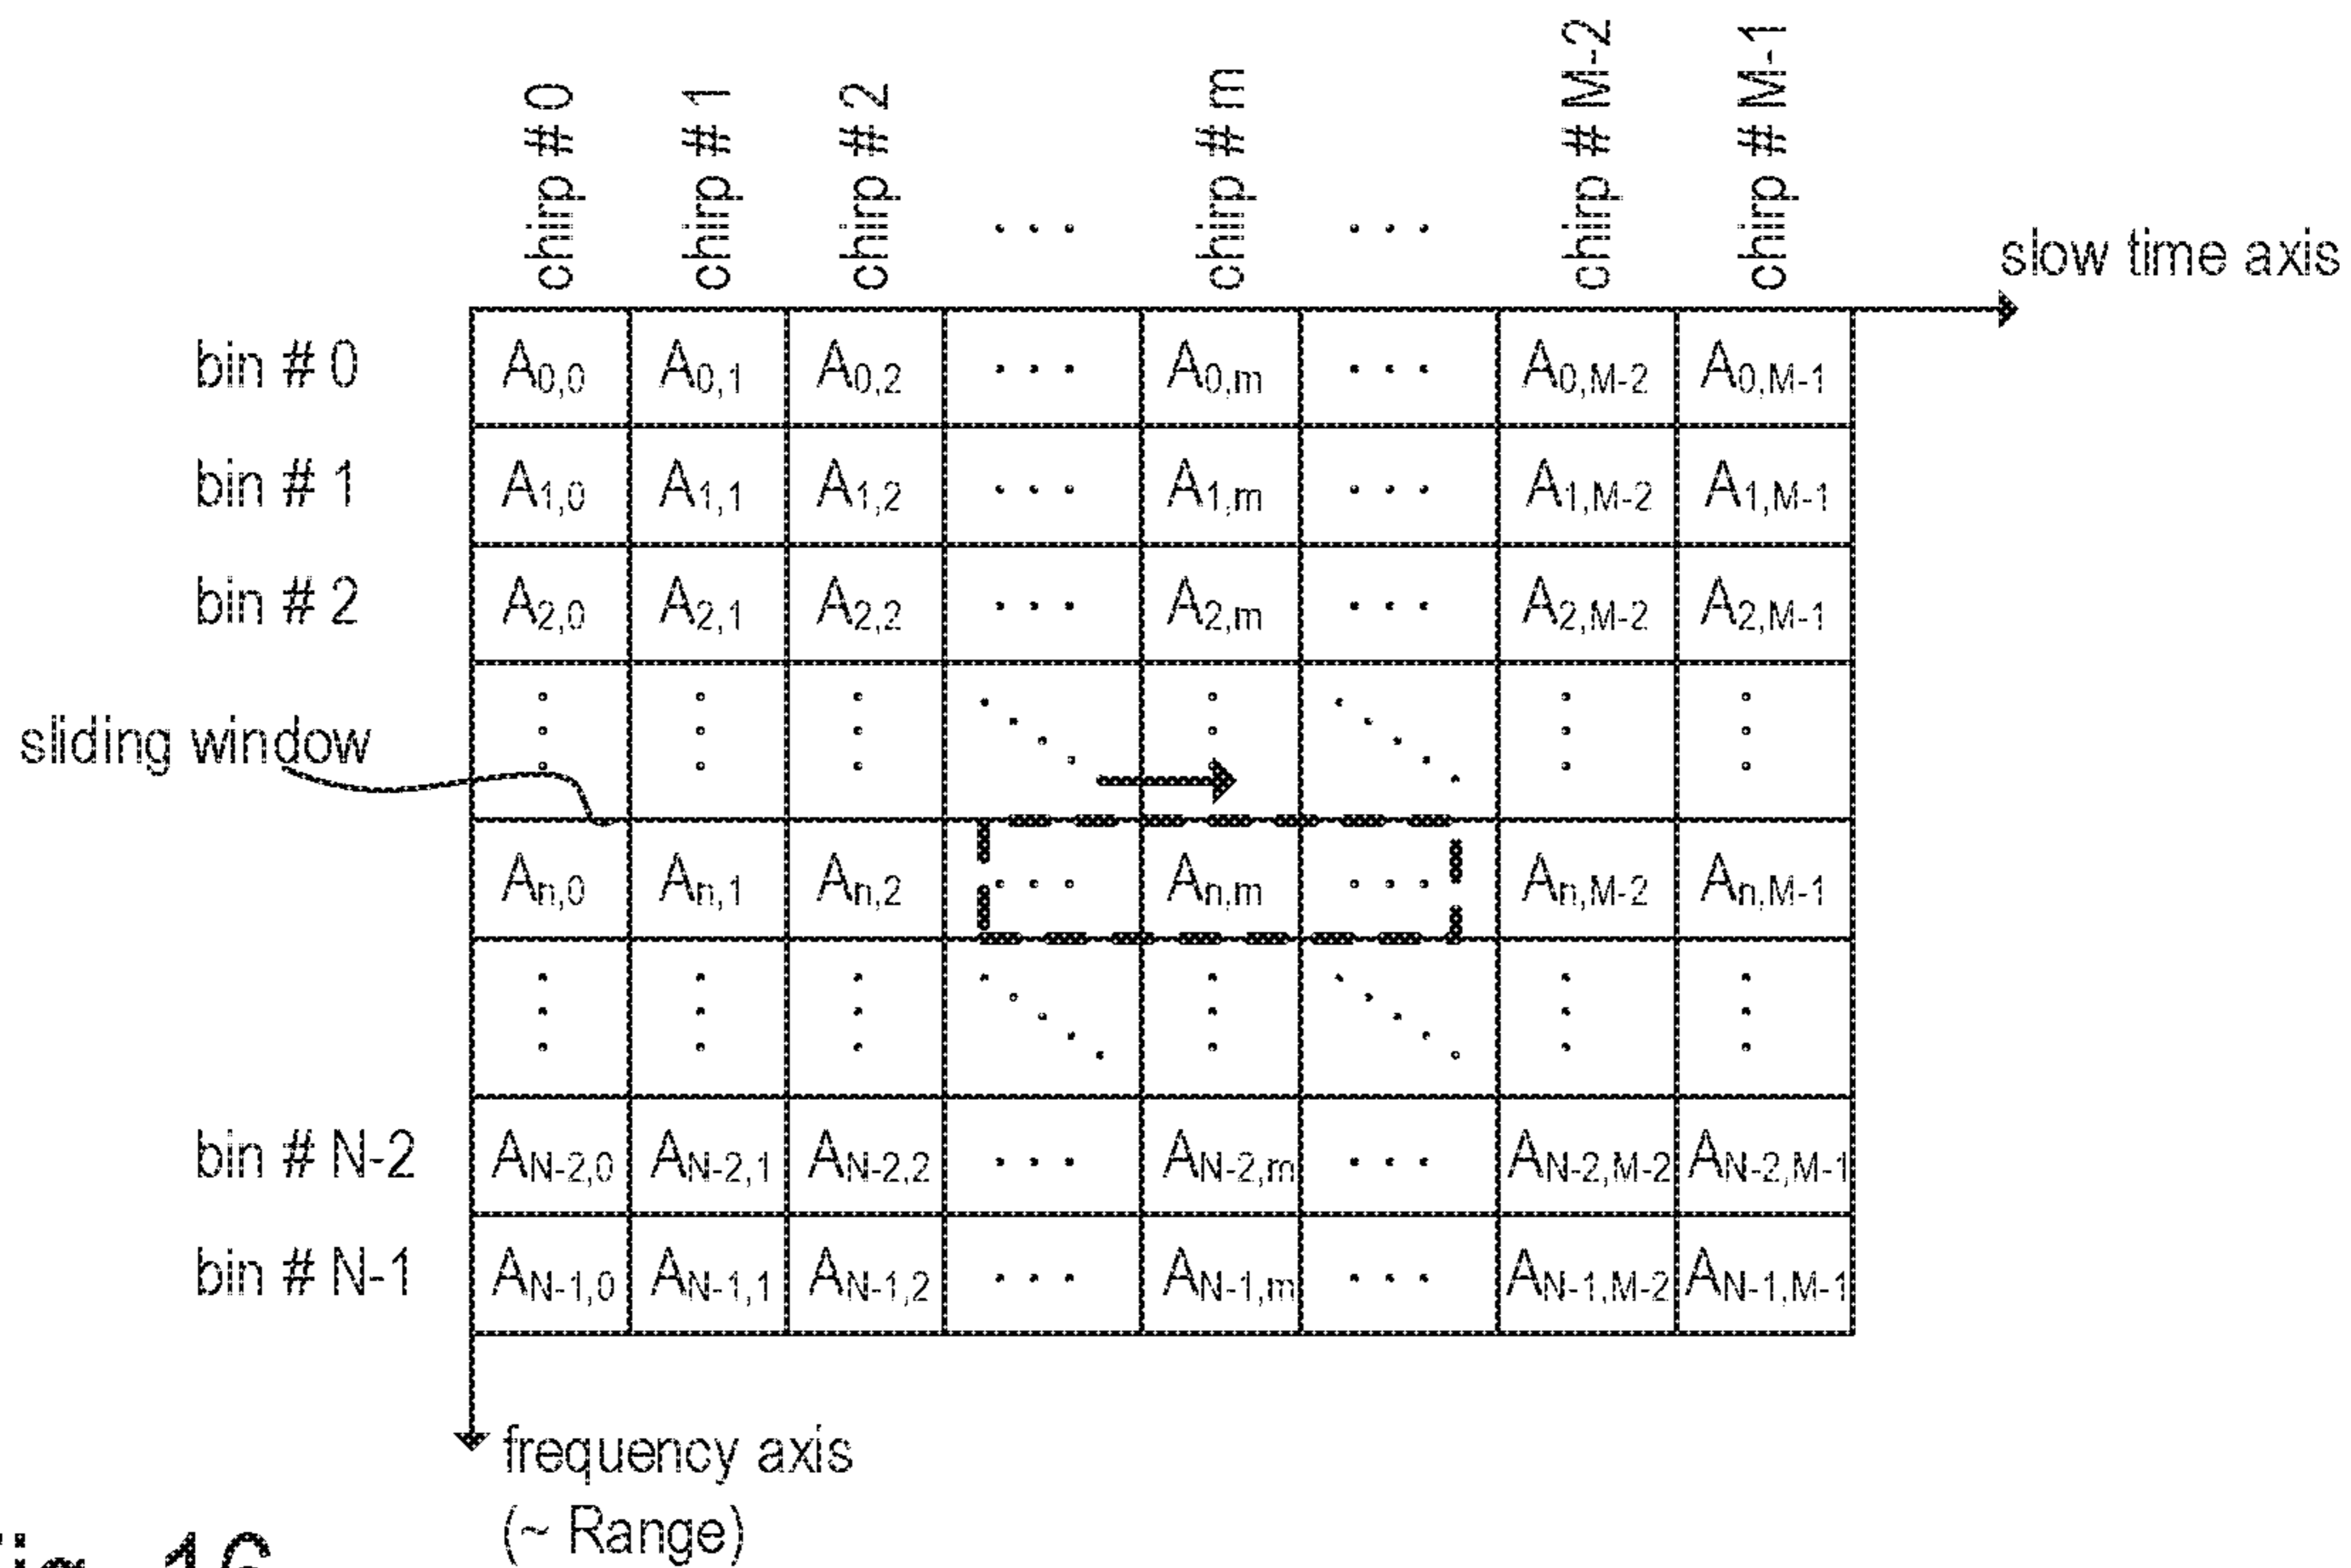 chirp # 0 chirp # 1 chirp # 2 . . . chirp # m . . . chirp # M-2 chirp # M-1
slow time axis
bin # 0 A0,0 A0,1 A0,2 . . . A0,m . . . A0,M-2 A0,M-1
bin # 1 A1,0 A1,1 A1,2 . . . A1,m . . . A1,M-2 A1,M-1
bin # 2 A2,0 A2,1 A2,2 . . . A2,m . . . A2,M-2 A2,M-1
sliding window
An,0 An,1 An,2 . . . An,m . . . An,M-2 An,M-1
bin # N-2 AN-2,0 AN-2,1 AN-2,2 . . . AN-2,m . . . AN-2,M-2 AN-2,M-1
bin # N-1 AN-1,0 AN-1,1 AN-1,2 . . . AN-1,m . . . AN-1,M-2 AN-1,M-1
frequency axis
(~ Range)